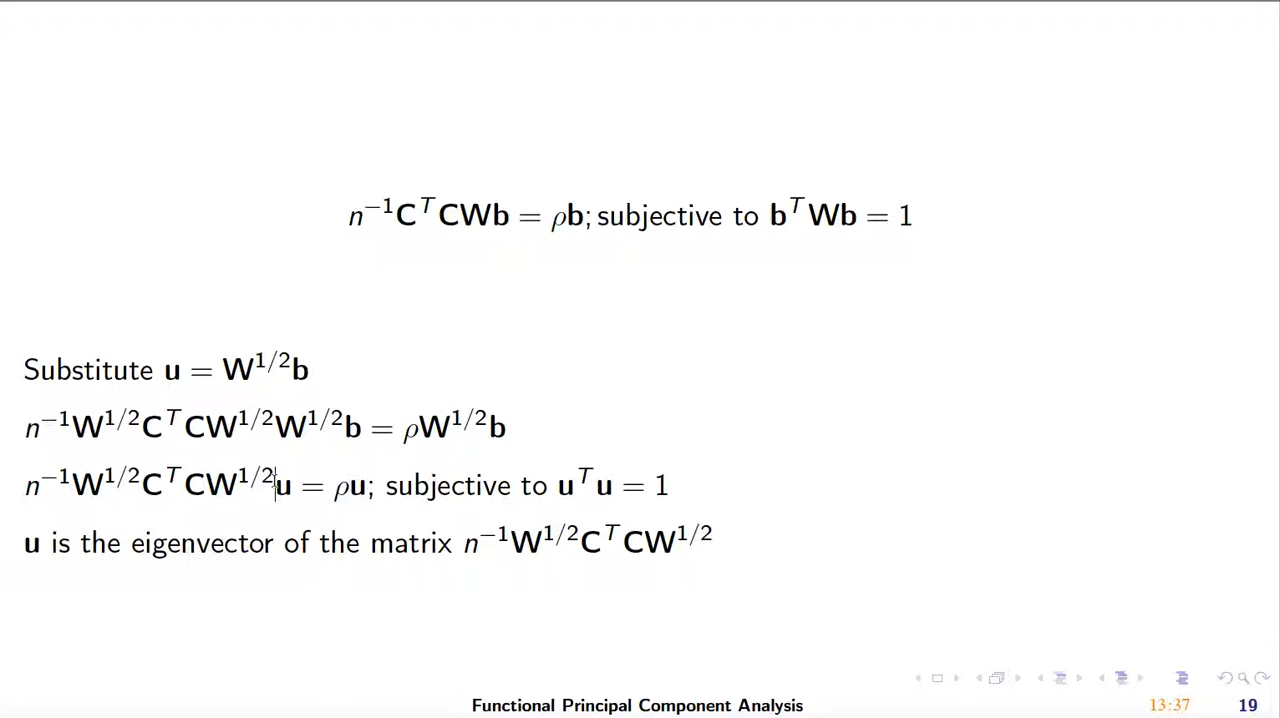 n⁻¹CᵀCWb = ρb; subjective to bᵀWb = 1
Substitute u = W^{1/2}b
n⁻¹W^{1/2}CᵀCW^{1/2}W^{1/2}b = ρW^{1/2}b
n⁻¹W^{1/2}CᵀCW^{1/2}u = ρu; subjective to uᵀu = 1
u is the eigenvector of the matrix n⁻¹W^{1/2}CᵀCW^{1/2}
Functional Principal Component Analysis 13:37 19